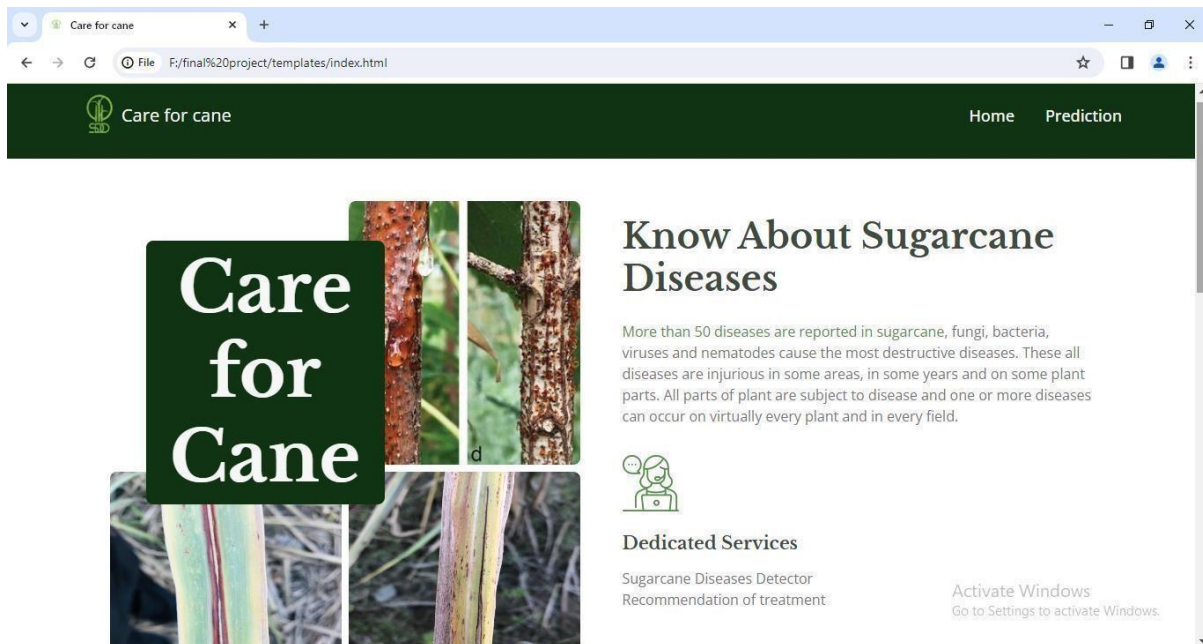 Care for cane
File
F:/final%20project/templates/index.html
SCDD
Care for cane
Home
Prediction
Care
for
Cane
d
Know About Sugarcane
Diseases
More than 50 diseases are reported in sugarcane, fungi, bacteria,
viruses and nematodes cause the most destructive diseases. These all
diseases are injurious in some areas, in some years and on some plant
parts. All parts of plant are subject to disease and one or more diseases
can occur on virtually every plant and in every field.
Dedicated Services
Sugarcane Diseases Detector
Recommendation of treatment
Activate Windows
Go to Settings to activate Windows.